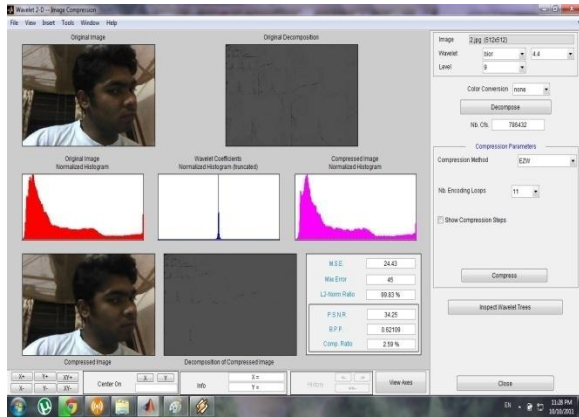 Wavelet 2-D -- Image Compression
File View Insert Tools Window Help
Original Image
Original Decomposition
Image 2.jpg (512x512)
Wavelet bior 4.4
Level 9
Color Conversion none
Decompose
Nb. Cfs. 786432
Compression Parameters
Compression Method EZW
Nb. Encoding Loops 11
Show Compression Steps
Compress
Inspect Wavelet Trees
Close
Original Image
Normalized Histogram
Wavelet Coefficients
Normalized Histogram (truncated)
Compressed Image
Normalized Histogram
M.S.E. 24.43
Max Error 45
L2-Norm Ratio 99.83 %
P.S.N.R. 34.25
B.P.P. 0.62109
Comp. Ratio 2.59 %
Compressed Image
Decomposition of Compressed Image
X+ Y+ XY+
X- Y- XY-
Center On X Y
Info X =
Y =
History
View Axes
EN
11:28 PM
10/10/2011